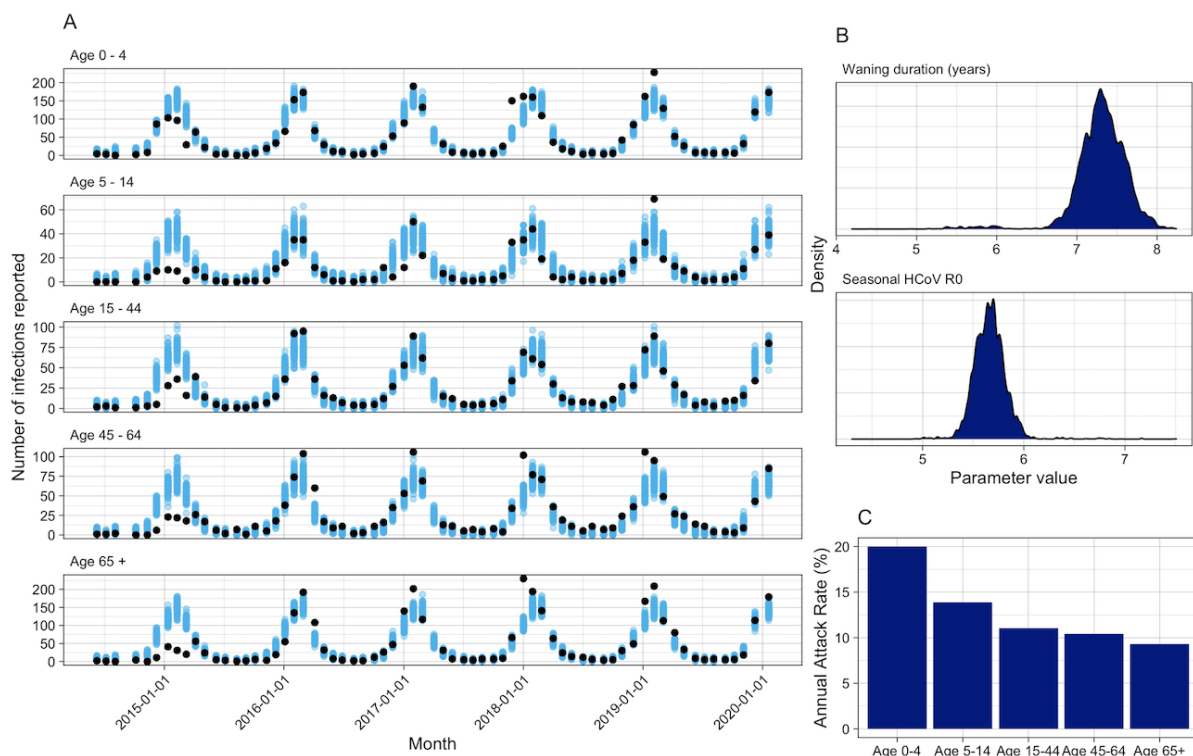 A
Age 0 - 4
200
150
100
50
0
Age 5 - 14
60
40
20
0
Age 15 - 44
100
75
50
25
0
Age 45 - 64
100
75
50
25
0
Age 65 +
200
150
100
50
0
Number of infections reported
2015-01-01
2016-01-01
2017-01-01
2018-01-01
2019-01-01
2020-01-01
Month
B
Waning duration (years)
4 5 6 7 8
Seasonal HCoV R0
5 6 7
Density
Parameter value
C
20
15
10
5
0
Annual Attack Rate (%)
Age 0-4 Age 5-14 Age 15-44 Age 45-64 Age 65+